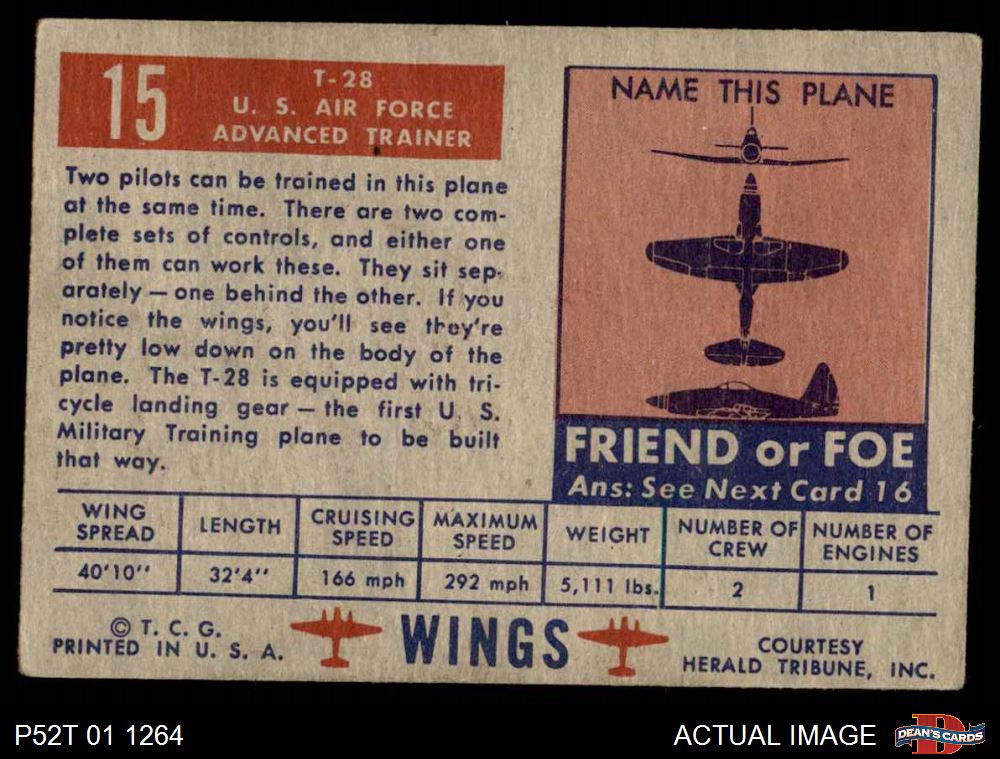 15
T-28
U. S. AIR FORCE
ADVANCED TRAINER
Two pilots can be trained in this plane
at the same time. There are two com-
plete sets of controls, and either one
of them can work these. They sit sep-
arately — one behind the other. If you
notice the wings, you'll see they're
pretty low down on the body of the
plane. The T-28 is equipped with tri-
cycle landing gear — the first U. S.
Military Training plane to be built
that way.
NAME THIS PLANE
FRIEND or FOE
Ans: See Next Card 16
WING SPREAD LENGTH CRUISING SPEED MAXIMUM SPEED WEIGHT NUMBER OF CREW NUMBER OF ENGINES
40'10'' 32'4'' 166 mph 292 mph 5,111 lbs. 2 1
© T. C. G.
PRINTED IN U. S. A.
WINGS
COURTESY
HERALD TRIBUNE, INC.
P52T 01 1264
ACTUAL IMAGE
D
DEAN'S CARDS